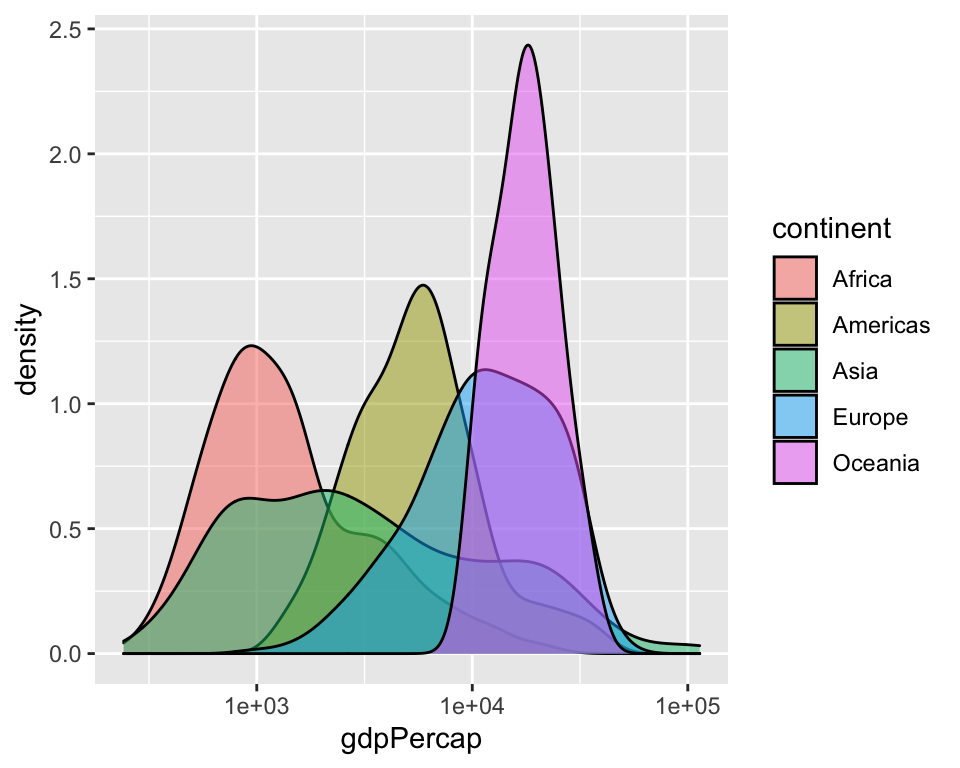 2.5
2.0
1.5
1.0
0.5
0.0
density
1e+03
1e+04
1e+05
gdpPercap
continent
Africa
Americas
Asia
Europe
Oceania